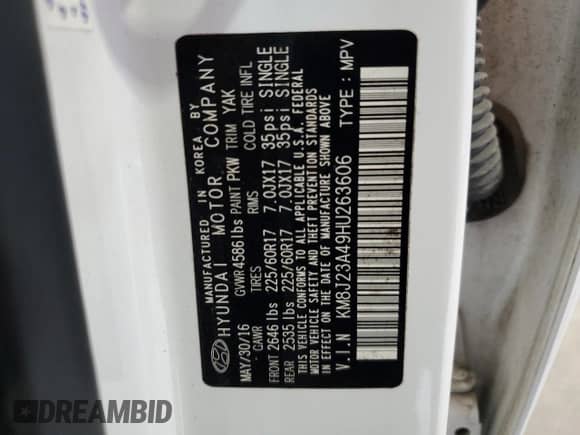 MANUFACTURED IN KOREA BY
HYUNDAI MOTOR COMPANY
MAY/30/16 GVWR 4586 lbs PAINT PKW TRIM YAK
GAWR TIRES RIMS COLD TIRE INFL
FRONT 2646 lbs 225/60R17 7.0JX17 35psi SINGLE
REAR 2535 lbs 225/60R17 7.0JX17 35psi SINGLE
THIS VEHICLE CONFORMS TO ALL APPLICABLE U.S.A. FEDERAL
MOTOR VEHICLE SAFETY AND THEFT PREVENTION STANDARDS
IN EFFECT ON THE DATE OF MANUFACTURE SHOWN ABOVE
V.I.N KM8J23A49HU263606 TYPE : MPV
DREAMBID